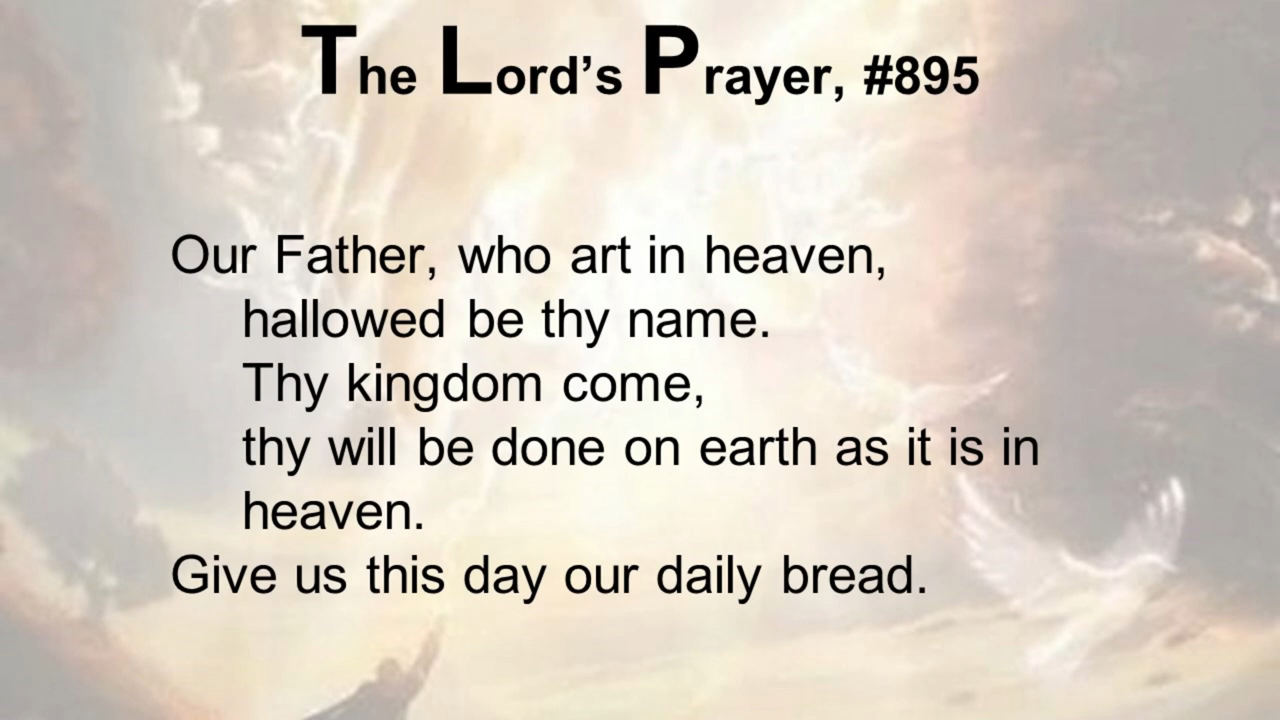 The Lord’s Prayer, #895
Our Father, who art in heaven,
hallowed be thy name.
Thy kingdom come,
thy will be done on earth as it is in
heaven.
Give us this day our daily bread.